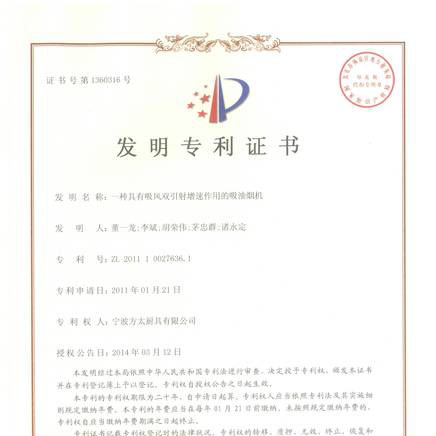 证书号第1360316号
发明专利证书
发 明 名 称：一种具有吸风双引射增速作用的吸油烟机
发 明 人：董一龙;李斌;胡荣伟;茅忠群;诸永定
专 利 号：ZL 2011 1 0027636.1
专利申请日：2011年01月21日
专 利 权 人：宁波方太厨具有限公司
授权公告日：2014年03月12日
本发明经过本局依照中华人民共和国专利法进行审查，决定授予专利权，颁发本证书
并在专利登记簿上予以登记。专利权自授权公告之日起生效。
本专利的专利权期限为二十年，自申请日起算。专利权人应当依照专利法及其实施细
则规定缴纳年费。本专利的年费应当在每年01月21日前缴纳。未按照规定缴纳年费的，
专利权自应当缴纳年费期满之日起终止。
专利证书记载专利权登记时的法律状况。专利权的转移、质押、无效、终止、恢复和